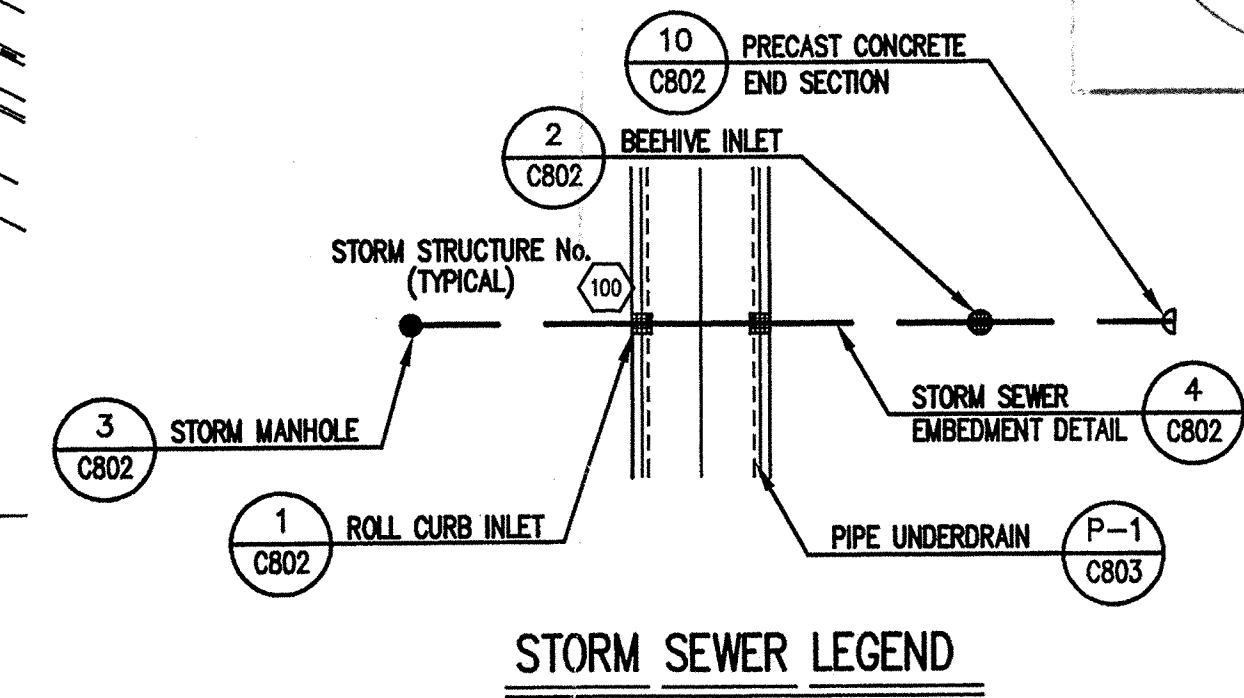 10
C802
PRECAST CONCRETE
END SECTION
2
C802
BEEHIVE INLET
STORM STRUCTURE No.
(TYPICAL)
100
3
C802
STORM MANHOLE
STORM SEWER
EMBEDMENT DETAIL
4
C802
1
C802
ROLL CURB INLET
PIPE UNDERDRAIN
P-1
C803
STORM SEWER LEGEND